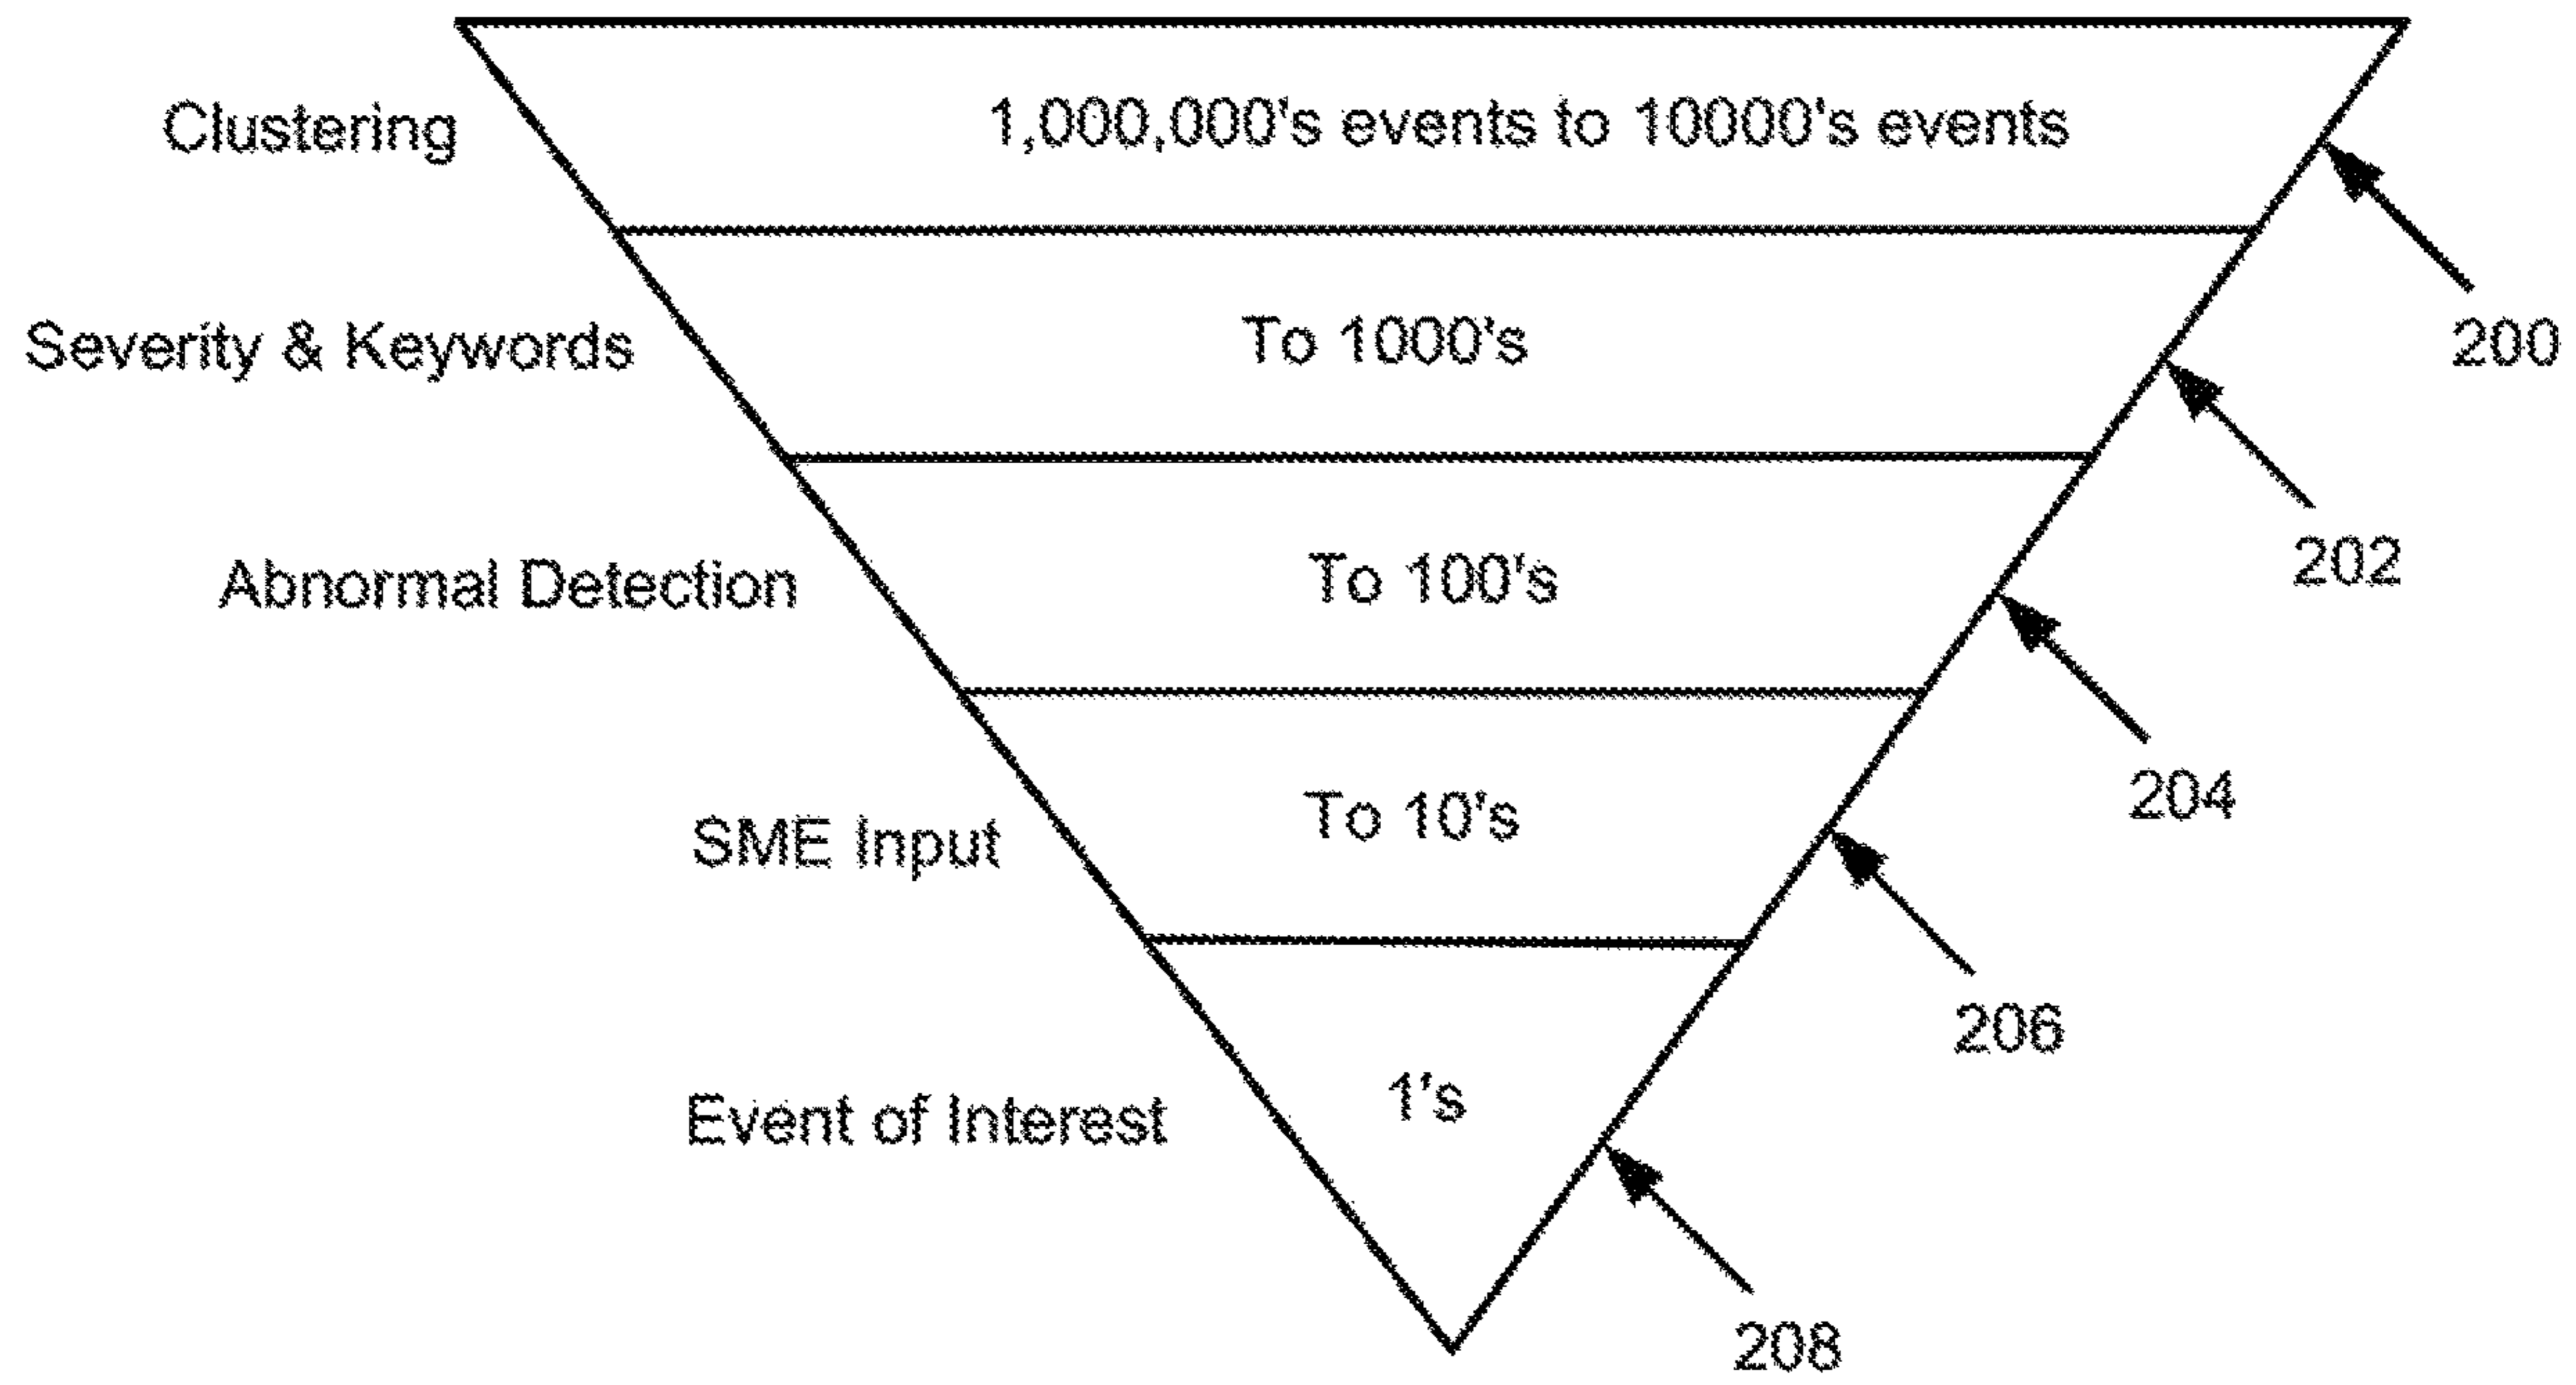 Clustering
1,000,000's events to 10000's events
200
Severity & Keywords
To 1000's
202
Abnormal Detection
To 100's
204
SME Input
To 10's
206
Event of Interest
1's
208